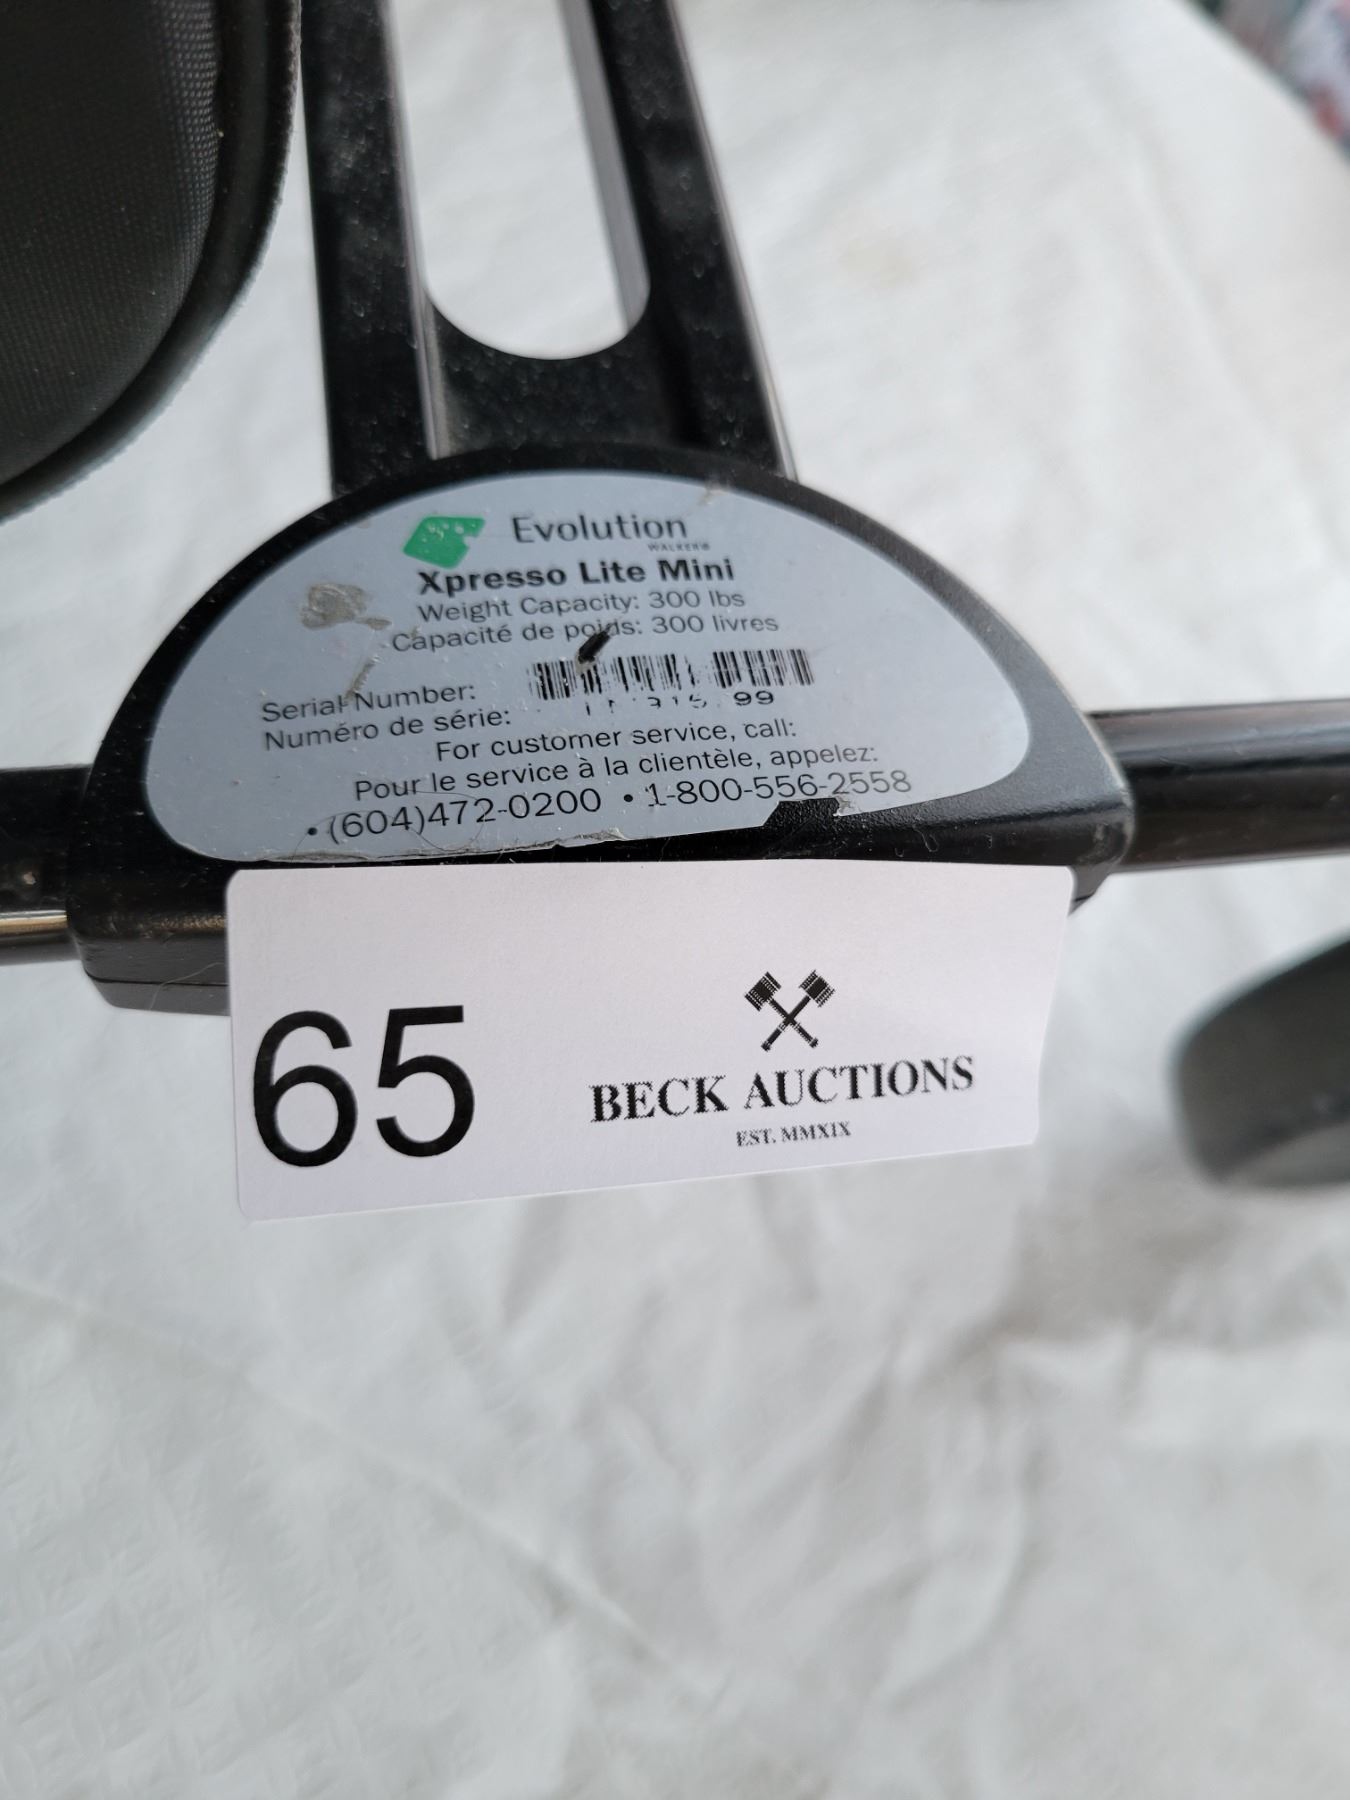 Evolution
WALKER®
Xpresso Lite Mini
Weight Capacity: 300 lbs
Capacité de poids: 300 livres
Serial Number:
Numéro de série:
For customer service, call:
Pour le service à la clientèle, appelez:
• (604)472-0200 • 1-800-556-2558
65
BECK AUCTIONS
EST. MMXIX